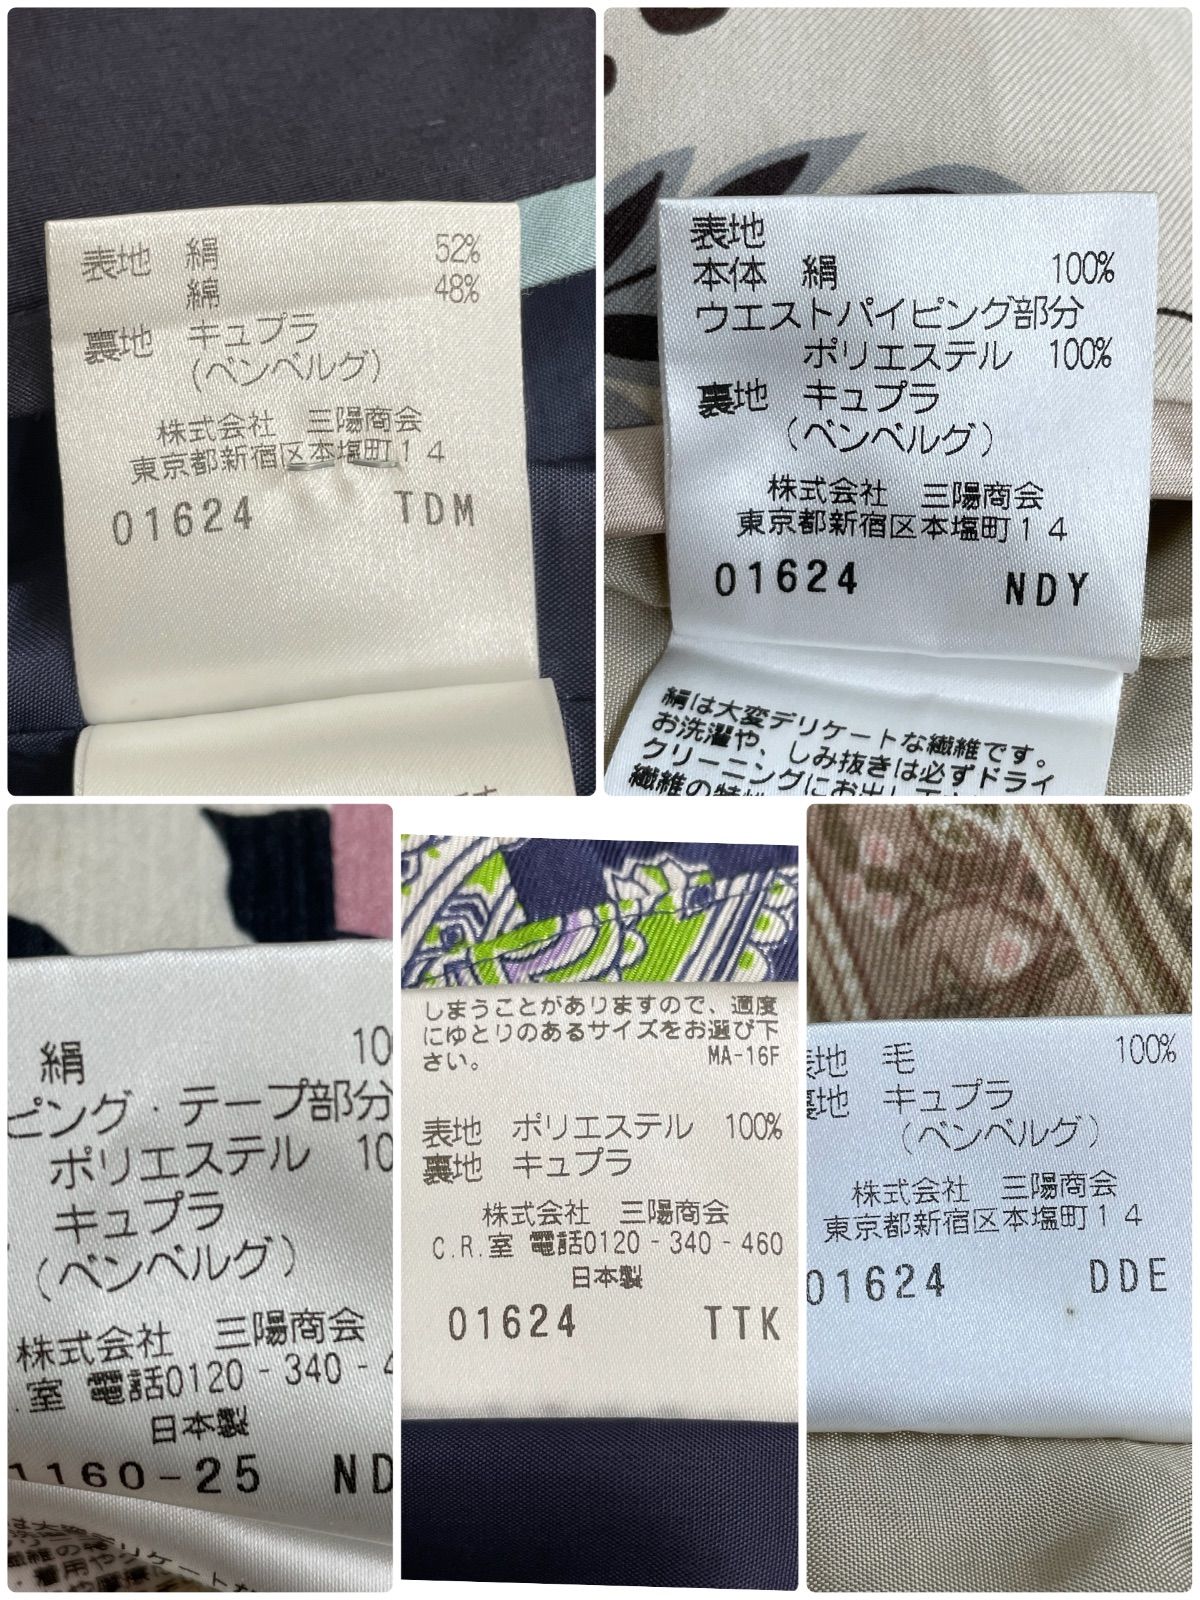 表地 絹 52%
綿 48%
裏地 キュプラ
(ベンベルグ)
株式会社 三陽商会
東京都新宿区本塩町14
01624 TDM
表地
本体 絹 100%
ウエストパイピング部分
ポリエステル 100%
裏地 キュプラ
(ベンベルグ)
株式会社 三陽商会
東京都新宿区本塩町14
01624 NDY
絹は大変デリケートな繊維です。
お洗濯や、しみ抜きは必ずドライ
クリーニングにお出し
繊維の特
絹 10
ピング・テープ部分
ポリエステル 10
キュプラ
(ベンベルグ)
株式会社 三陽商会
.室 電話0120-340-4
日本製
1160-25 ND
しまうことがありますので、適度
にゆとりのあるサイズをお選び下
さい。 MA-16F
表地 ポリエステル 100%
裏地 キュプラ
株式会社 三陽商会
C.R.室 電話0120-340-460
日本製
01624 TTK
表地 毛 100%
裏地 キュプラ
(ベンベルグ)
株式会社 三陽商会
東京都新宿区本塩町14
01624 DDE